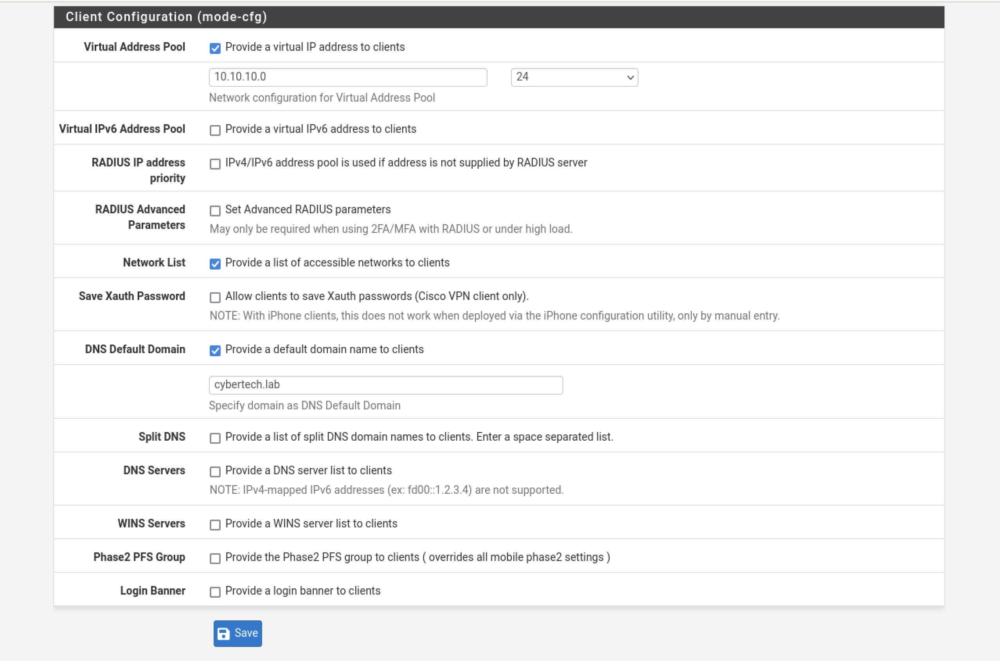 Client Configuration (mode-cfg)
Virtual Address Pool
Provide a virtual IP address to clients
10.10.10.0
24
Network configuration for Virtual Address Pool
Virtual IPv6 Address Pool
Provide a virtual IPv6 address to clients
RADIUS IP address
priority
IPv4/IPv6 address pool is used if address is not supplied by RADIUS server
RADIUS Advanced
Parameters
Set Advanced RADIUS parameters
May only be required when using 2FA/MFA with RADIUS or under high load.
Network List
Provide a list of accessible networks to clients
Save Xauth Password
Allow clients to save Xauth passwords (Cisco VPN client only).
NOTE: With iPhone clients, this does not work when deployed via the iPhone configuration utility, only by manual entry.
DNS Default Domain
Provide a default domain name to clients
cybertech.lab
Specify domain as DNS Default Domain
Split DNS
Provide a list of split DNS domain names to clients. Enter a space separated list.
DNS Servers
Provide a DNS server list to clients
NOTE: IPv4-mapped IPv6 addresses (ex: fd00::1.2.3.4) are not supported.
WINS Servers
Provide a WINS server list to clients
Phase2 PFS Group
Provide the Phase2 PFS group to clients ( overrides all mobile phase2 settings )
Login Banner
Provide a login banner to clients
Save